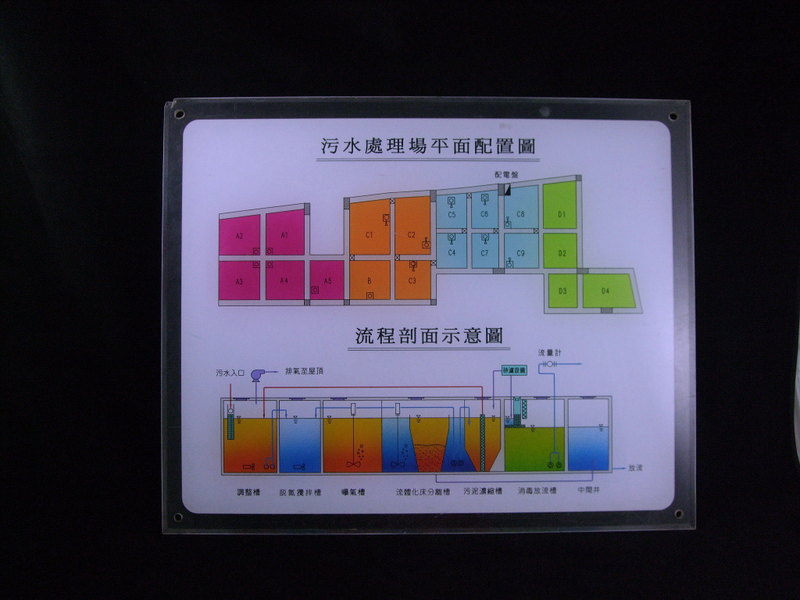 污水處理場平面配置圖
配電盤
A2 A1 C1 C2 C5 C6 C8 D1
C4 C7 C9 D2
A3 A4 A5 B C3 D3 D4
流程剖面示意圖
流量計
污水入口 排氣至屋頂
放流
調整槽 脫氮攪拌槽 曝氣槽 流體化床分離槽 污泥濃縮槽 消毒放流槽 中間井